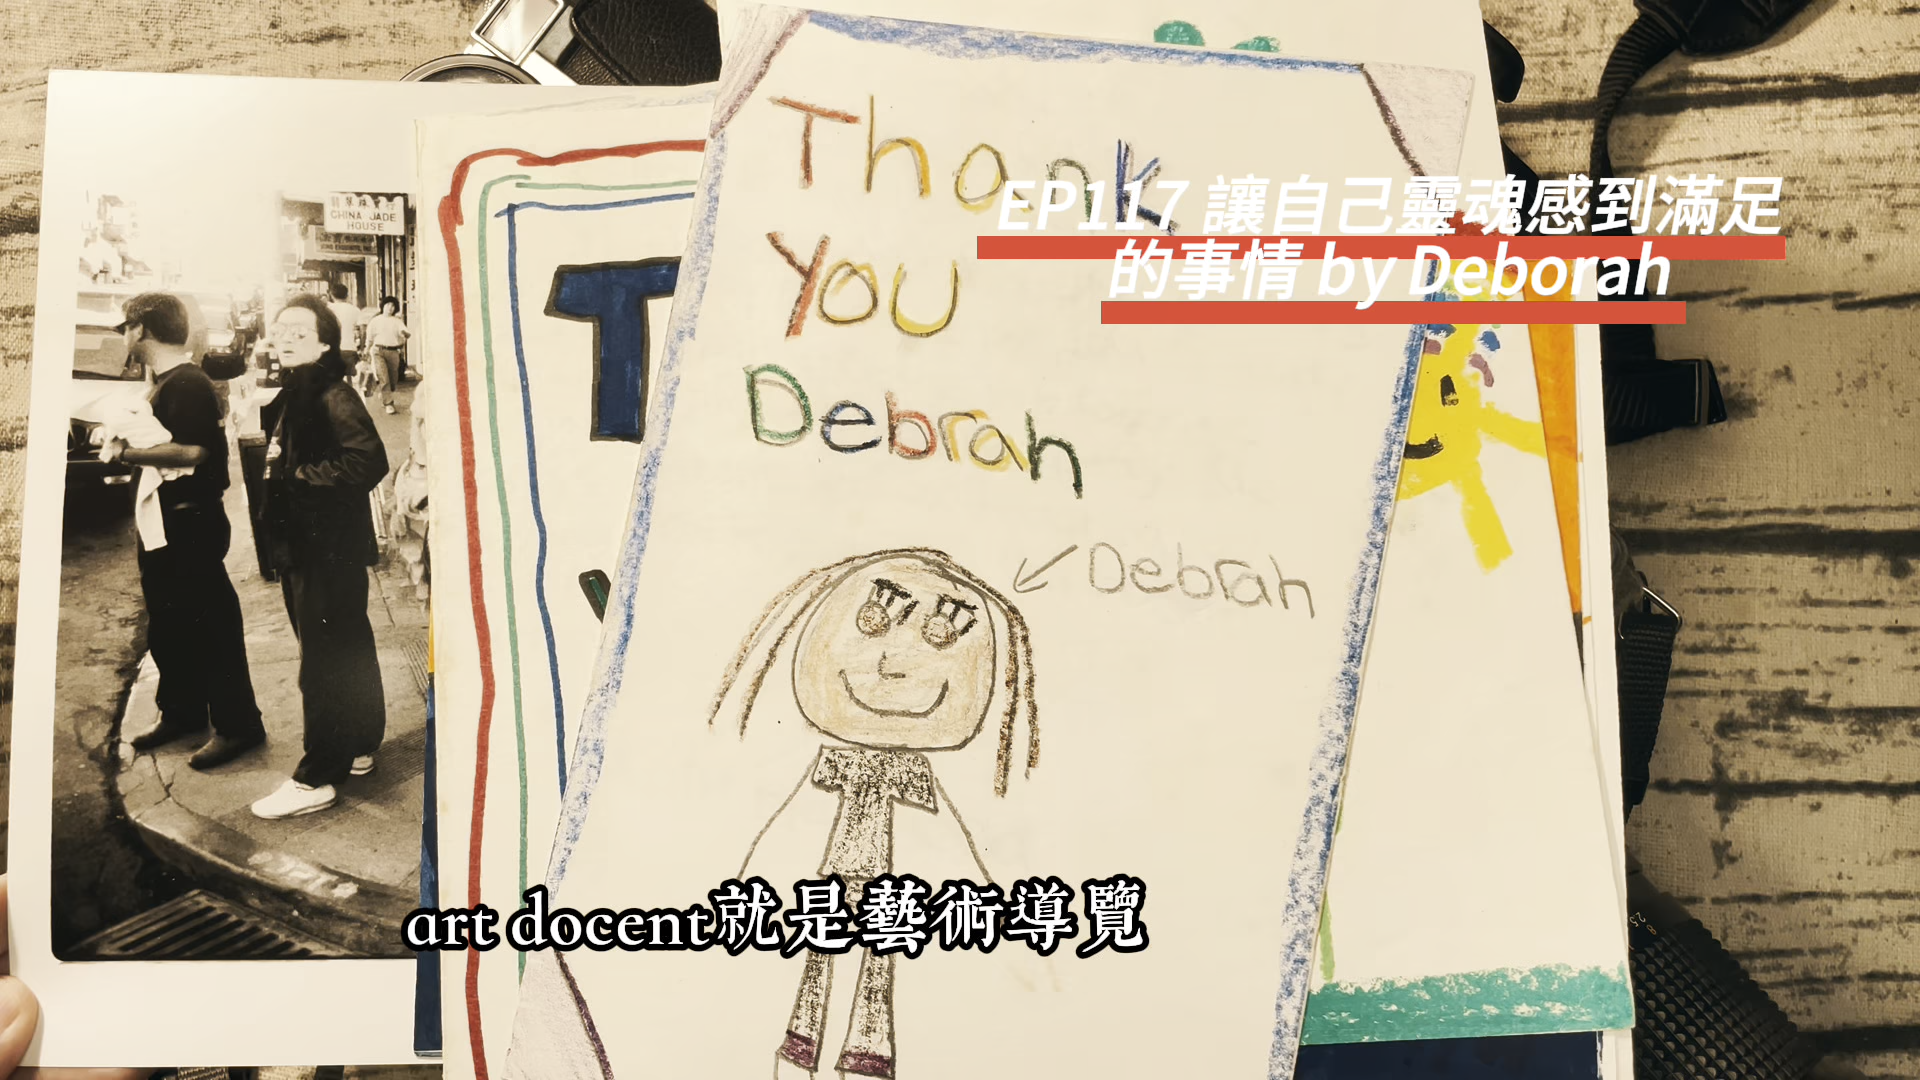 Thank
You
Debrah
Debrah
EP117 讓自己靈魂感到滿足
的事情 by Deborah
CHINA JADE
HOUSE
T
art docent就是藝術導覽